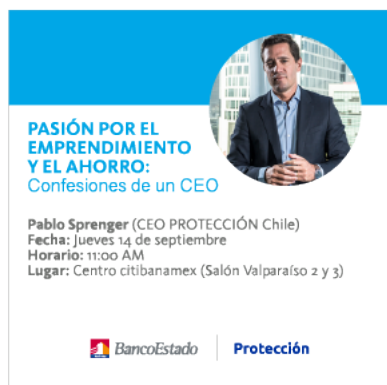 PASIÓN POR EL
EMPRENDIMIENTO
Y EL AHORRO:
Confesiones de un CEO
Pablo Sprenger (CEO PROTECCIÓN Chile)
Fecha: Jueves 14 de septiembre
Horario: 11:00 AM
Lugar: Centro citibanamex (Salón Valparaíso 2 y 3)
BancoEstado
Protección